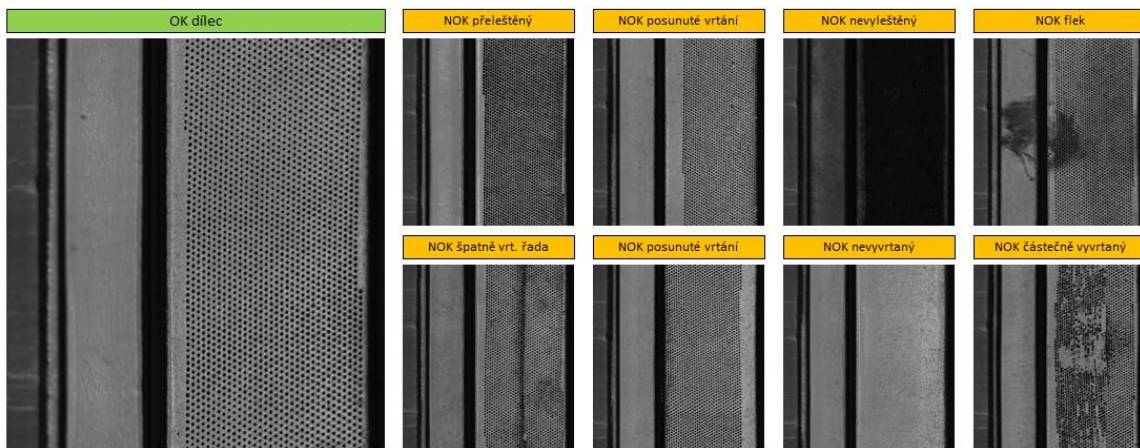 OK dílec
NOK přeleštěný
NOK posunuté vrtání
NOK nevyleštěný
NOK flek
NOK špatně vrt. řada
NOK posunuté vrtání
NOK nevyvrtaný
NOK částečně vyvrtaný